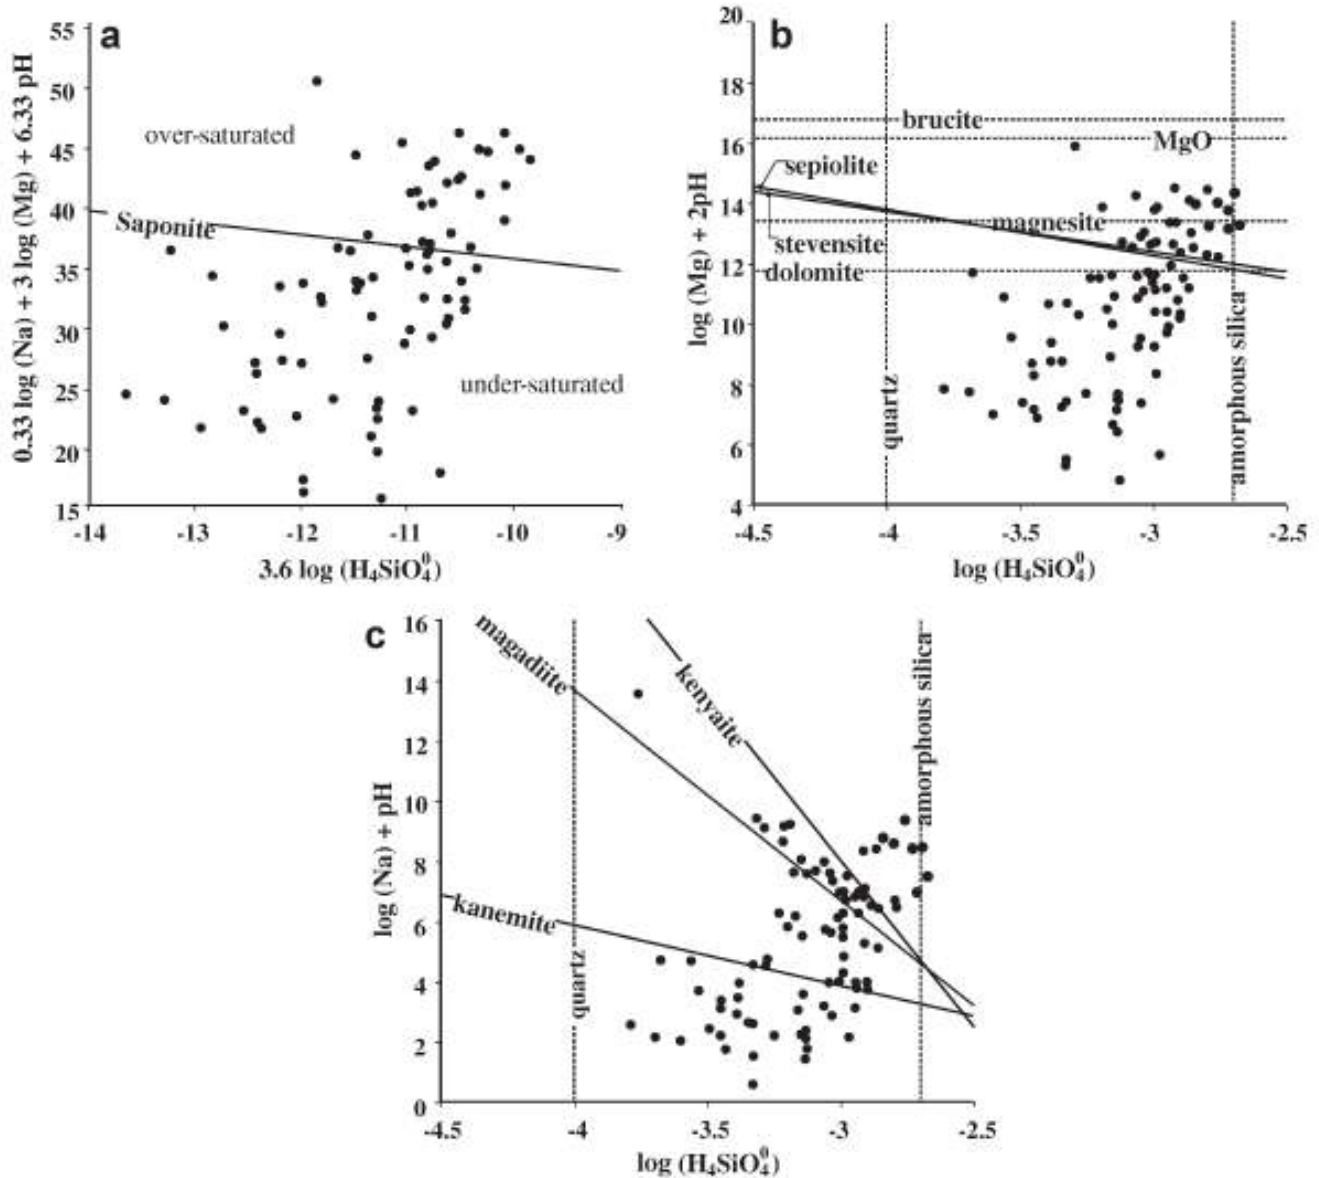 a
55
50
45
40
35
30
25
20
15
0.33 log (Na) + 3 log (Mg) + 6.33 pH
over-saturated
Saponite
under-saturated
-14 -13 -12 -11 -10 -9
3.6 log (H₄SiO₄⁰)
b
20
18
16
14
12
10
8
6
4
log (Mg) + 2pH
brucite
MgO
sepiolite
magnesite
stevensite
dolomite
quartz
amorphous silica
-4.5 -4 -3.5 -3 -2.5
log (H₄SiO₄⁰)
c
16
14
12
10
8
6
4
2
0
log (Na) + pH
magadiite
kenyaite
kanemite
quartz
amorphous silica
-4.5 -4 -3.5 -3 -2.5
log (H₄SiO₄⁰)